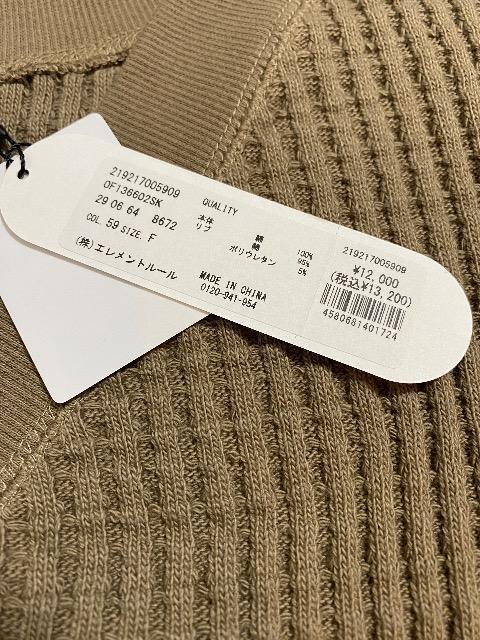 219217005909
0F136602SK
29 06 64 8672
COL. 59 SIZE. F
(株)エレメントルール
QUALITY
本体 綿 100%
リブ 綿 95%
ポリウレタン 5%
MADE IN CHINA
0120-941-954
219217005909
¥12,000
(税込¥13,200)
4580681401724